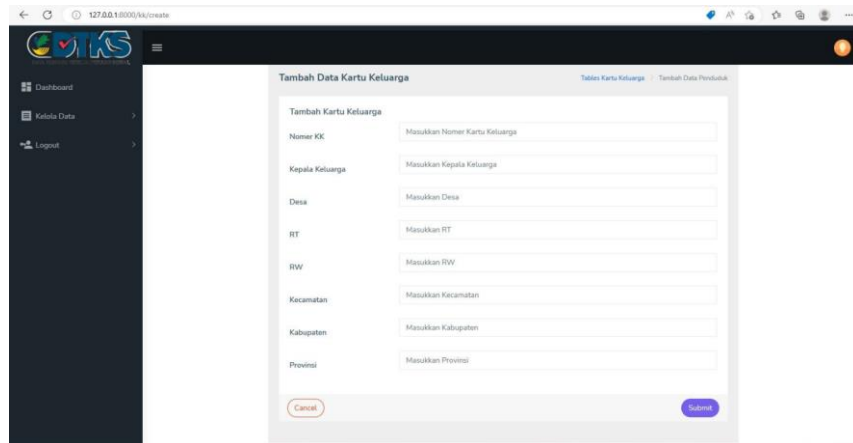 127.0.0.1:8000/kk/create
DTKS
Dashboard
Kelola Data
Logout
Tambah Data Kartu Keluarga
Tables Kartu Keluarga > Tambah Data Penduduk
Tambah Kartu Keluarga
Nomer KK
Masukkan Nomer Kartu Keluarga
Kepala Keluarga
Masukkan Kepala Keluarga
Desa
Masukkan Desa
RT
Masukkan RT
RW
Masukkan RW
Kecamatan
Masukkan Kecamatan
Kabupaten
Masukkan Kabupaten
Provinsi
Masukkan Provinsi
Cancel
Submit